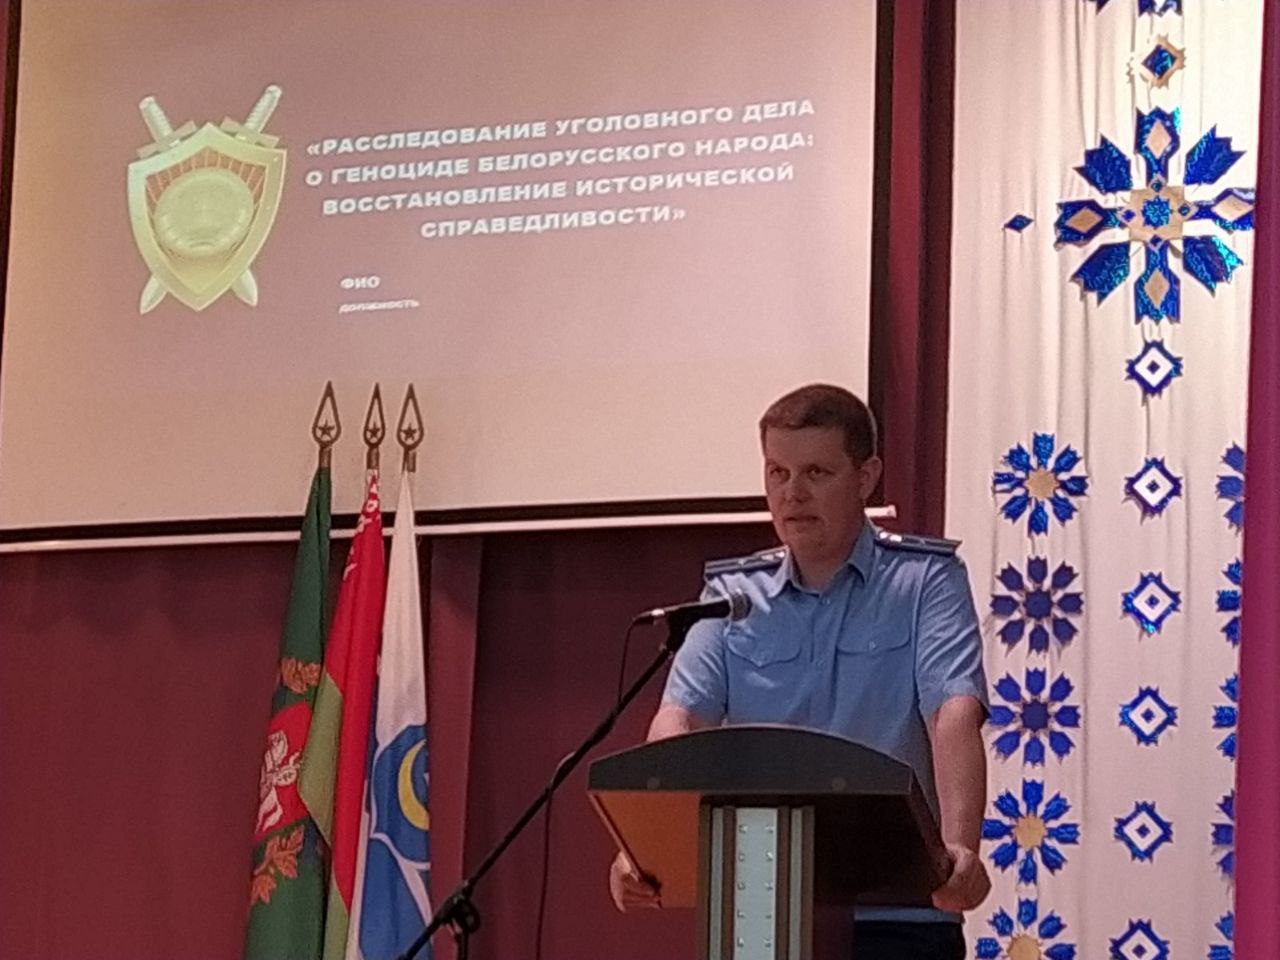 «РАССЛЕДОВАНИЕ УГОЛОВНОГО ДЕЛА
О ГЕНОЦИДЕ БЕЛОРУССКОГО НАРОДА:
ВОССТАНОВЛЕНИЕ ИСТОРИЧЕСКОЙ
СПРАВЕДЛИВОСТИ»
ФИО
должность